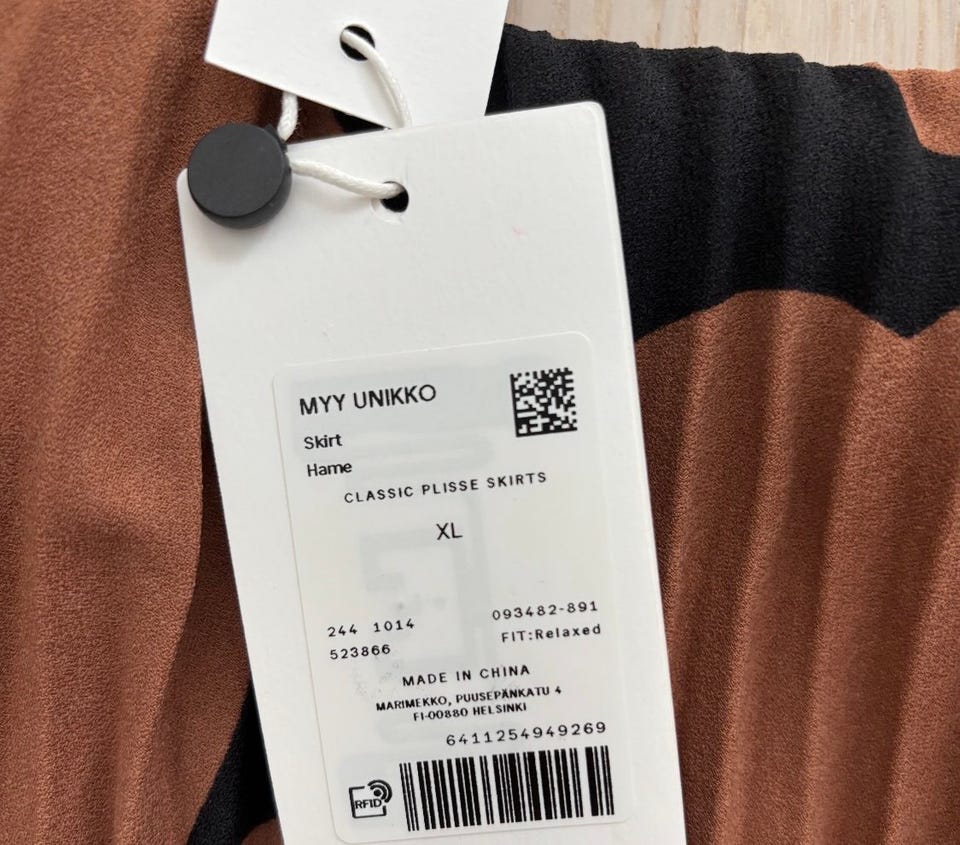 MYY UNIKKO
Skirt
Hame
CLASSIC PLISSE SKIRTS
XL
244 1014
093482-891
523866
FIT:Relaxed
MADE IN CHINA
MARIMEKKO, PUUSEPÄNKATU 4
FI-00880 HELSINKI
6411254949269
RFID